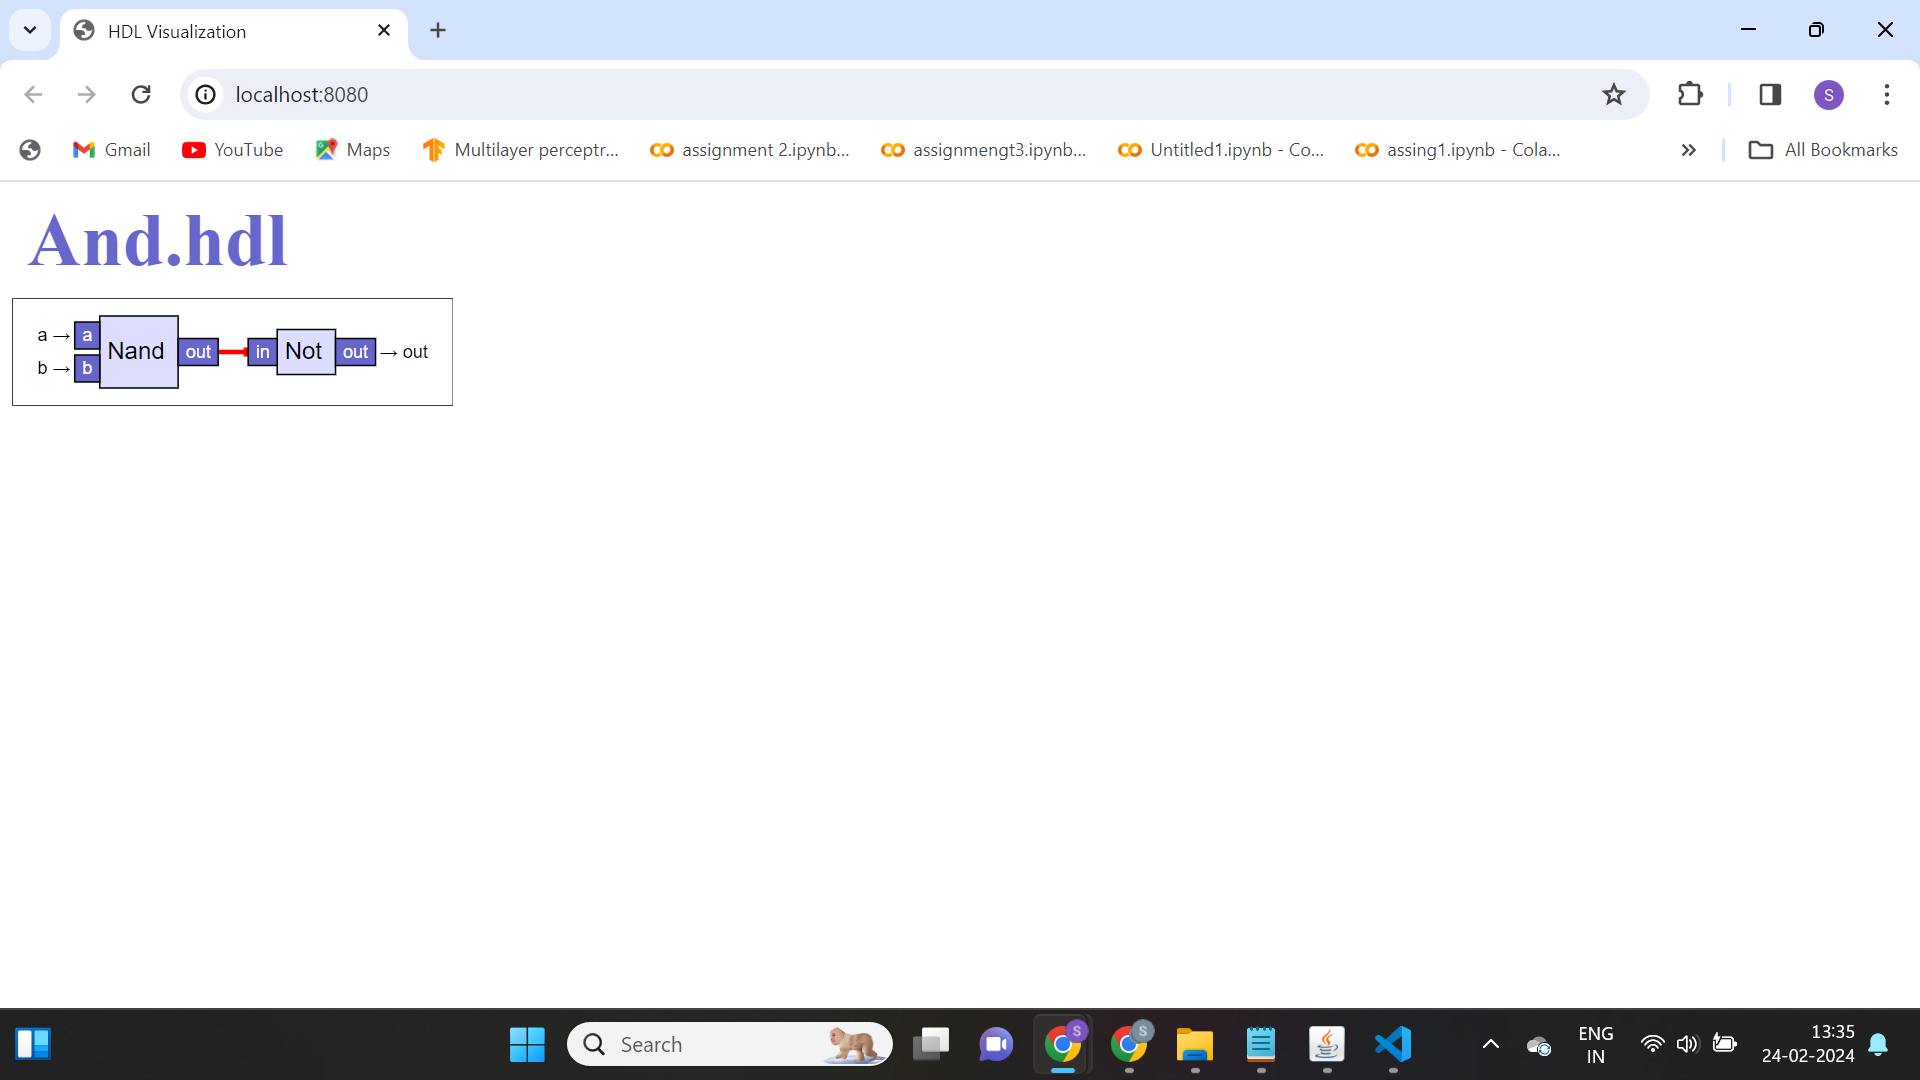 HDL Visualization
localhost:8080
S
Gmail YouTube Maps Multilayer perceptr... assignment 2.ipynb... assignmengt3.ipynb... Untitled1.ipynb - Co... assing1.ipynb - Cola... All Bookmarks
And.hdl
a → a Nand out in Not out → out
b → b
Search
S
S
ENG
IN
13:35
24-02-2024